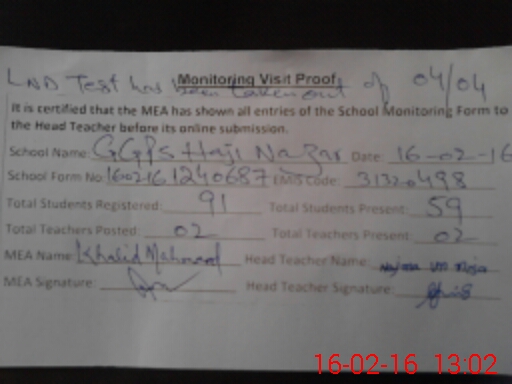 LND Test has been taken out of 04/04
Monitoring Visit Proof
It is certified that the MEA has shown all entries of the School Monitoring Form to
the Head Teacher before its online submission.
School Name: GGPS Haji Nazar Date: 16-02-16
School Form No: 160216 1240687 EMIS Code: 31320498
Total Students Registered: 91 Total Students Present: 59
Total Teachers Posted: 02 Total Teachers Present: 02
MEA Name: Khalid Mahmood Head Teacher Name:
MEA Signature: Head Teacher Signature:
16-02-16 13:02